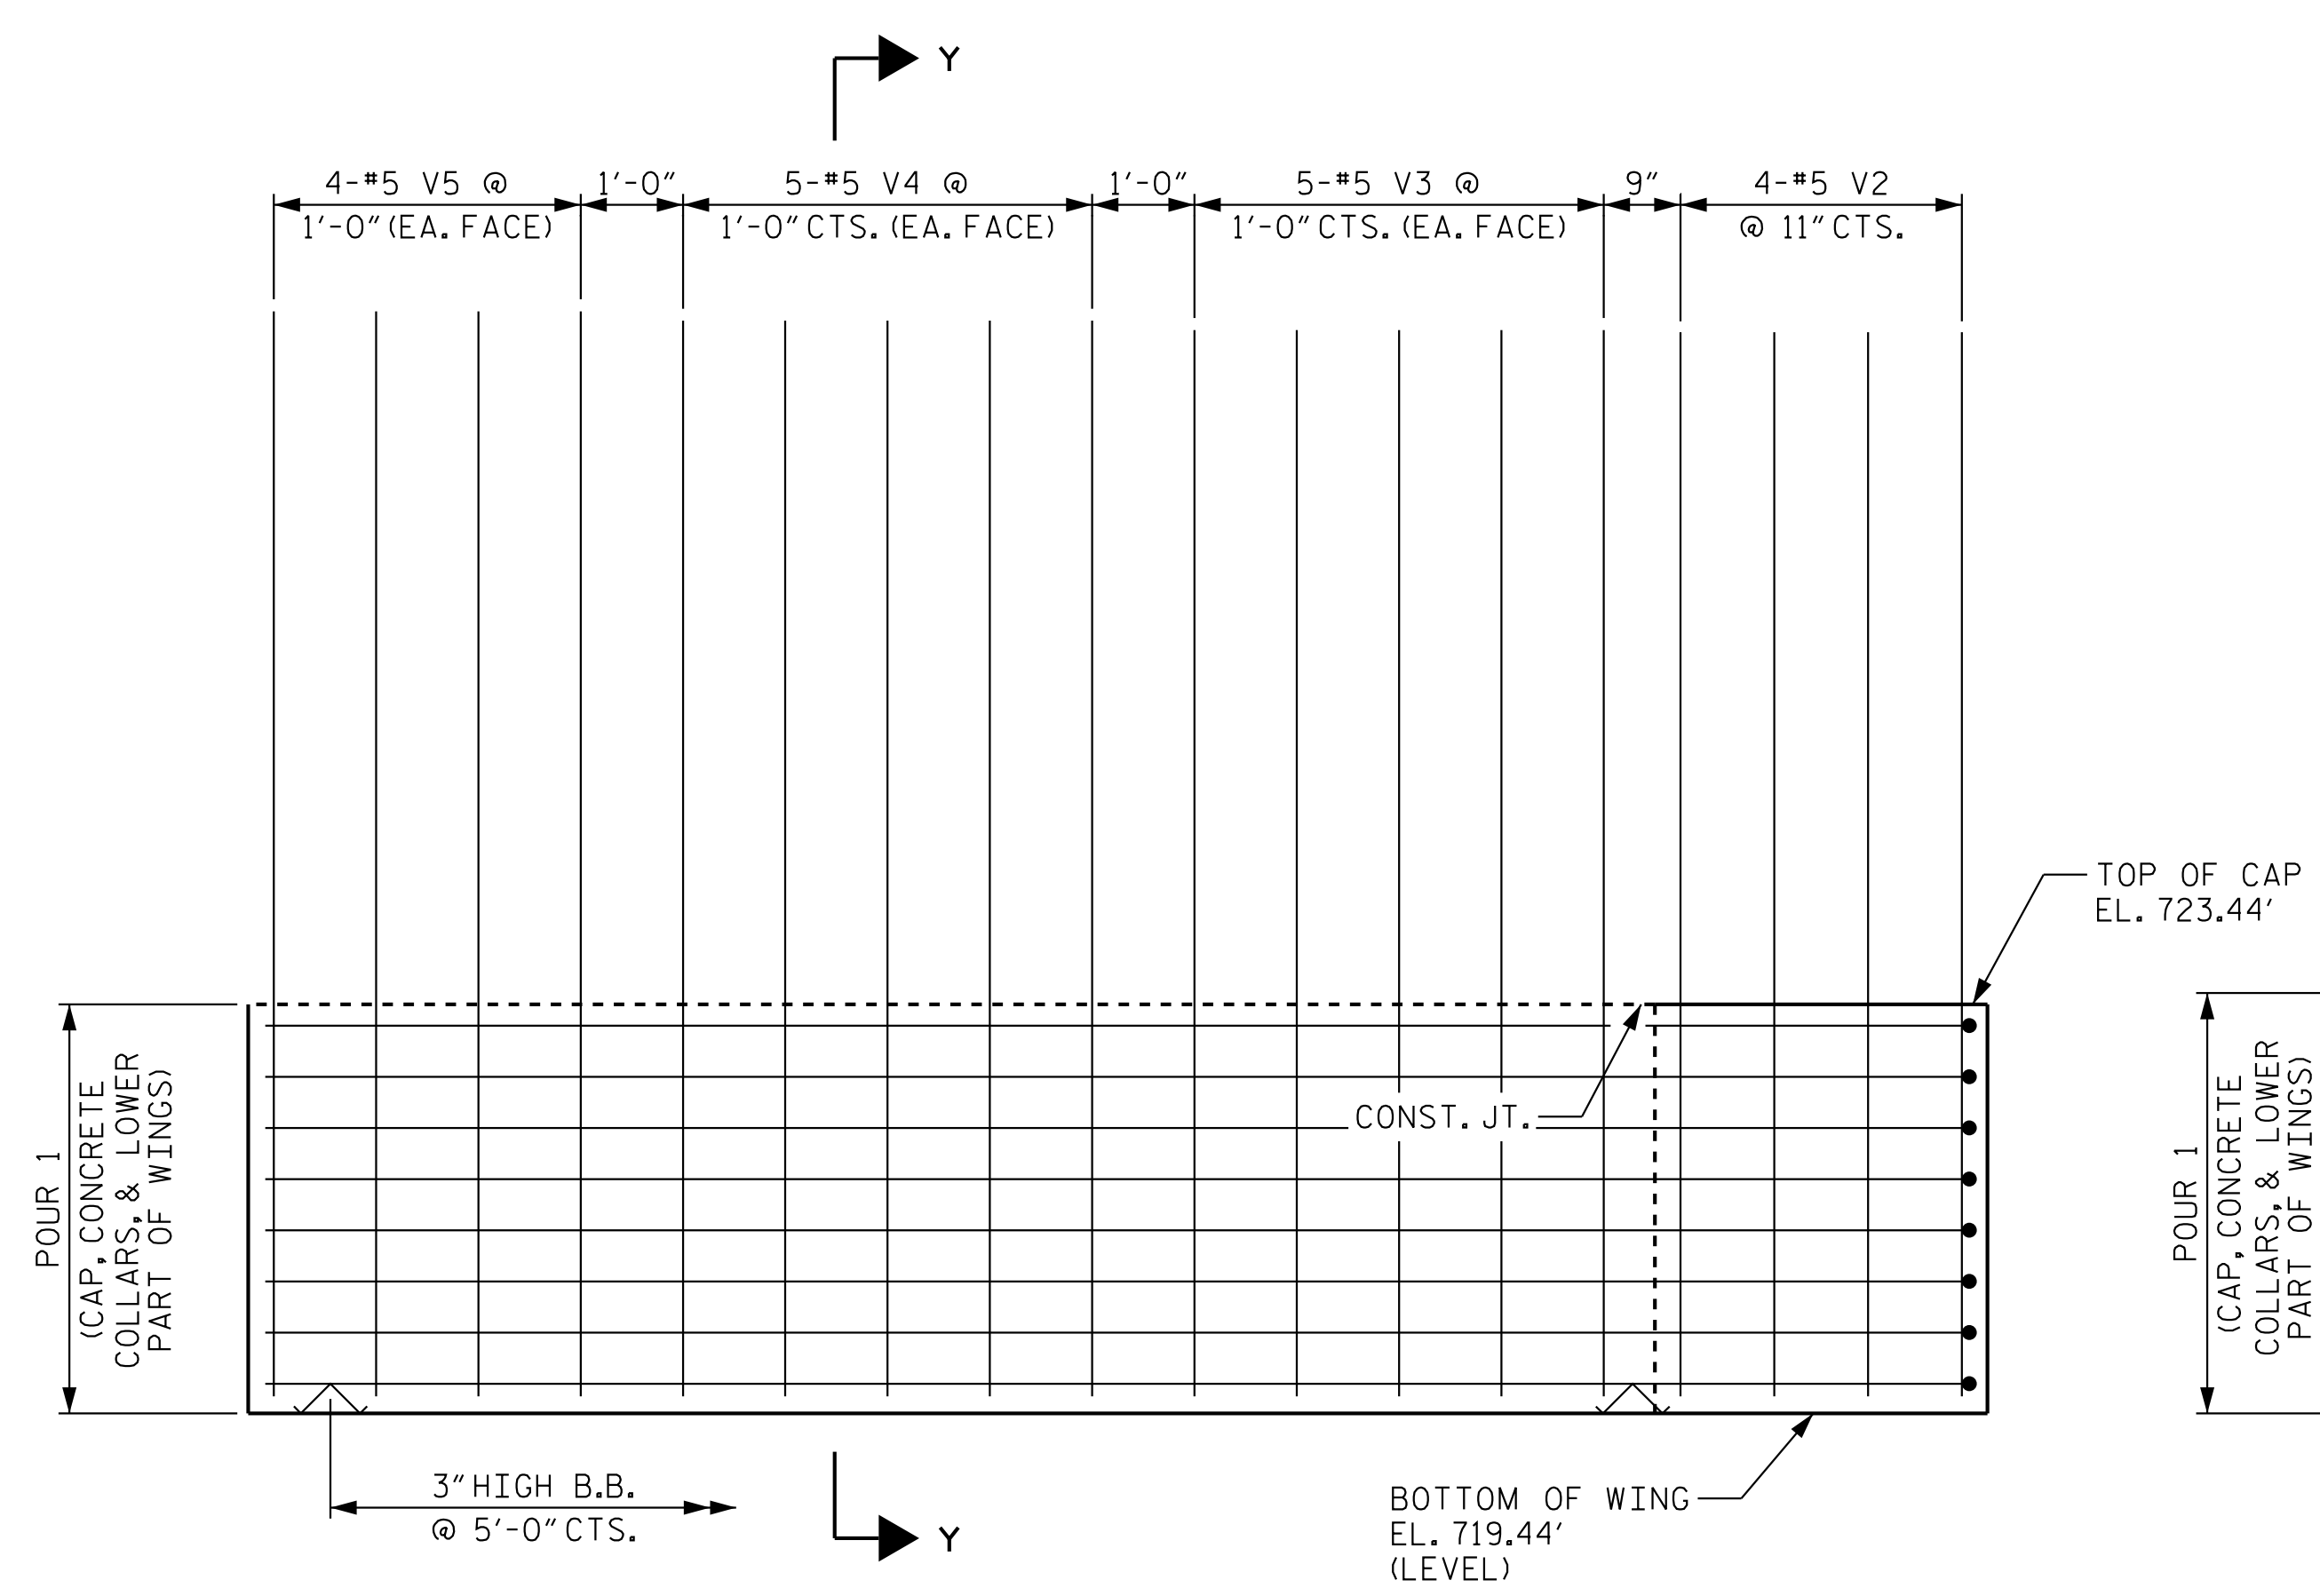 Y
4-#5 V5 @
1'-0"(EA. FACE)
1'-0"
5-#5 V4 @
1'-0"CTS.(EA. FACE)
1'-0"
5-#5 V3 @
1'-0"CTS.(EA. FACE)
9"
4-#5 V2
@ 11"CTS.
TOP OF CAP
EL. 723.44'
POUR 1
(CAP, CONCRETE
COLLARS, & LOWER
PART OF WINGS)
CONST. JT.
POUR 1
(CAP, CONCRETE
COLLARS, & LOWER
PART OF WINGS)
3"HIGH B.B.
@ 5'-0"CTS.
Y
BOTTOM OF WING
EL. 719.44'
(LEVEL)